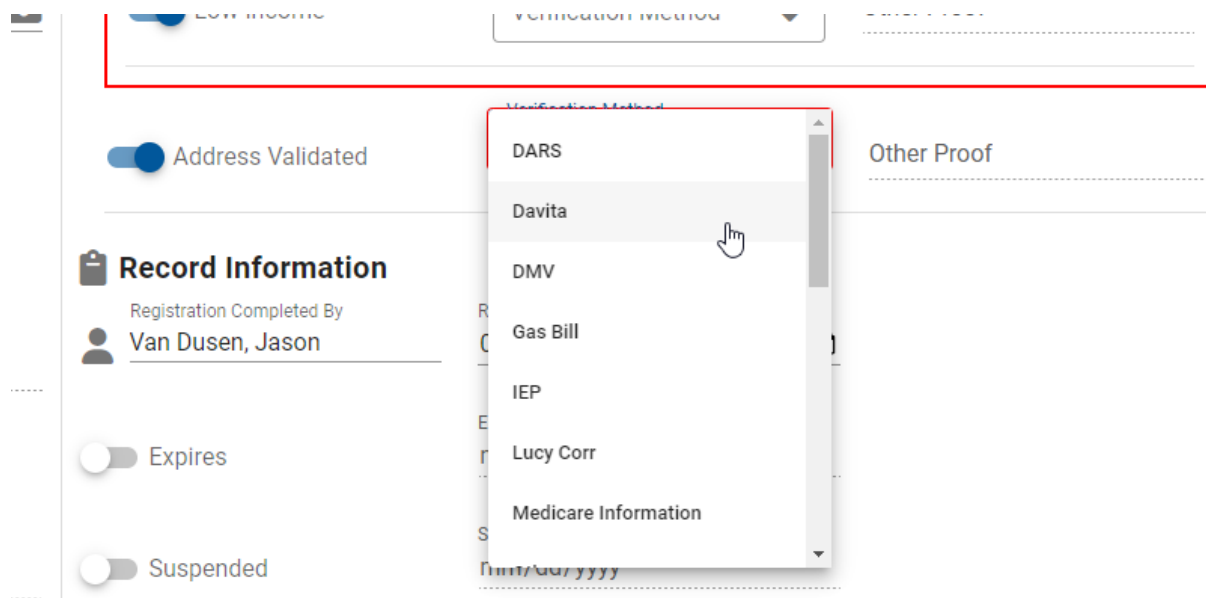 Low Income
Verification Method
Other Proof
Verification Method
Address Validated
DARS
Other Proof
Davita
Record Information
DMV
Registration Completed By
R
Van Dusen, Jason
Gas Bill
IEP
E
Expires
Lucy Corr
Medicare Information
S
Suspended
mm/dd/yyyy